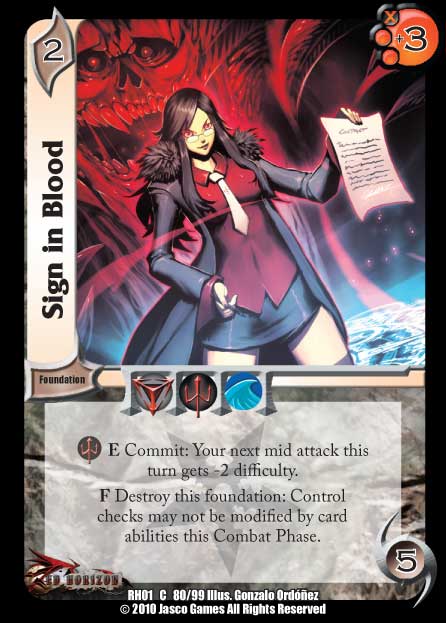 2
+3
Sign in Blood
CONTRACT
Foundation
E Commit: Your next mid attack this
turn gets -2 difficulty.
F Destroy this foundation: Control
checks may not be modified by card
abilities this Combat Phase.
5
RED HORIZON
RH01 C 80/99 Illus. Gonzalo Ordóñez
© 2010 Jasco Games All Rights Reserved